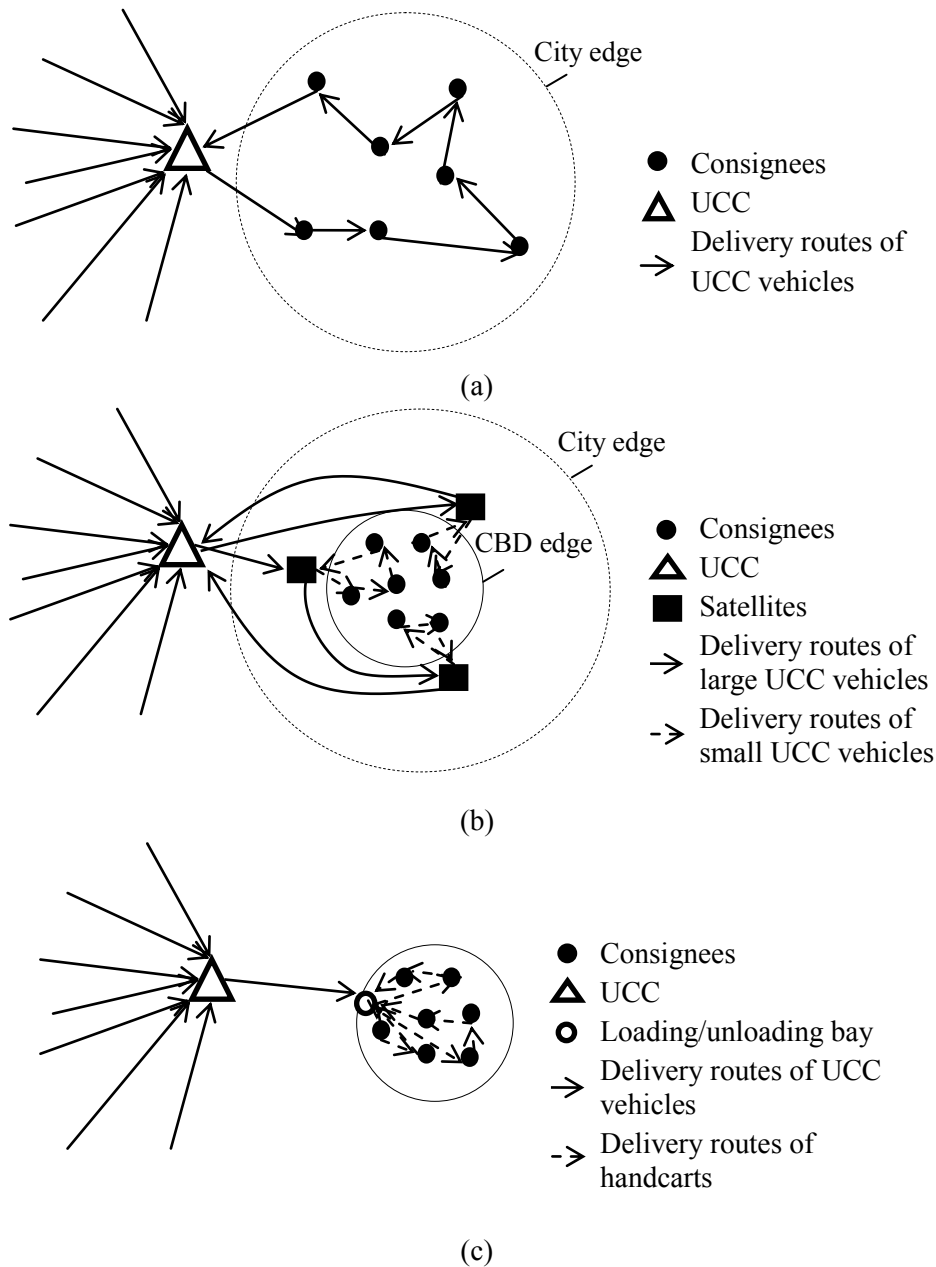 City edge
Consignees
UCC
Delivery routes of
UCC vehicles
(a)
City edge
CBD edge
Consignees
UCC
Satellites
Delivery routes of
large UCC vehicles
Delivery routes of
small UCC vehicles
(b)
Consignees
UCC
Loading/unloading bay
Delivery routes of UCC
vehicles
Delivery routes of
handcarts
(c)